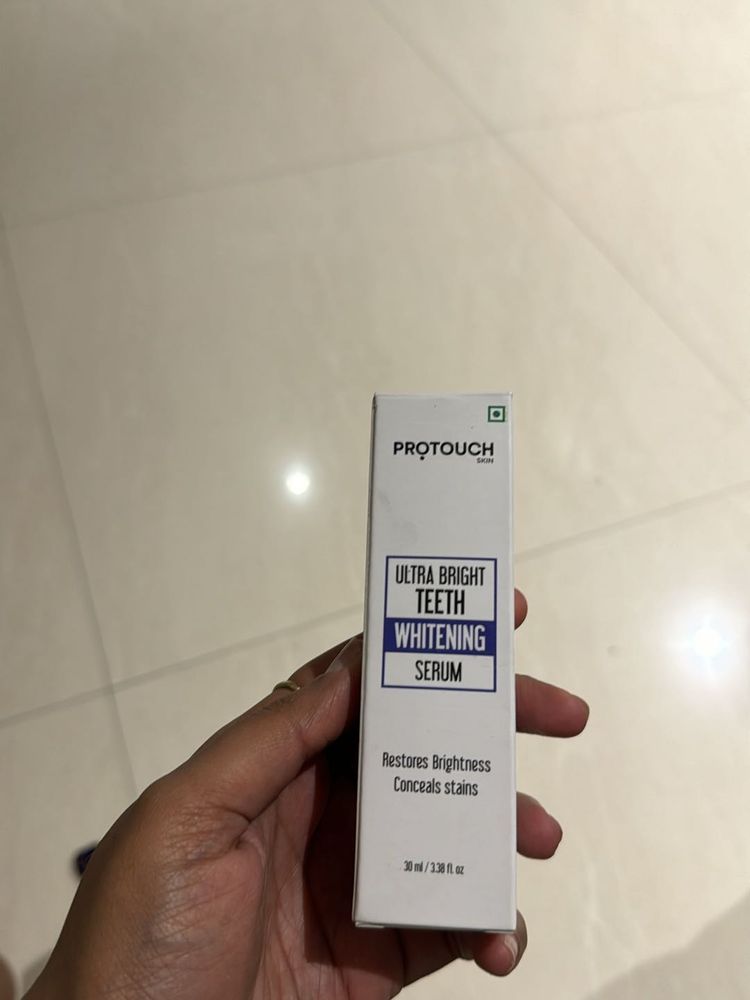 PROTOUCH
SKIN
ULTRA BRIGHT
TEETH
WHITENING
SERUM
Restores Brightness
Conceals stains
30 ml / 3.38 fl. oz